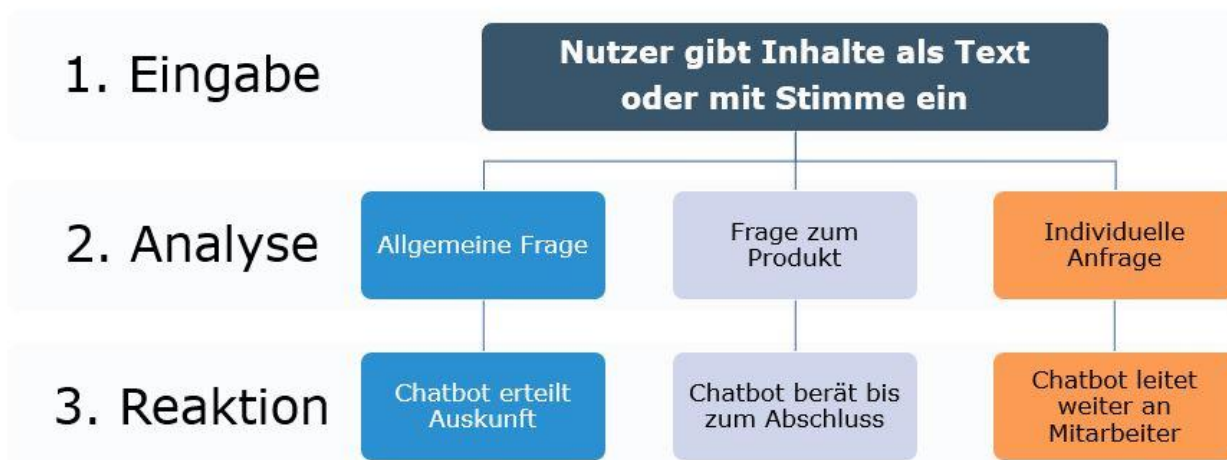 1. Eingabe
Nutzer gibt Inhalte als Text
oder mit Stimme ein
2. Analyse
Allgemeine Frage
Frage zum
Produkt
Individuelle
Anfrage
3. Reaktion
Chatbot erteilt
Auskunft
Chatbot berät bis
zum Abschluss
Chatbot leitet
weiter an
Mitarbeiter